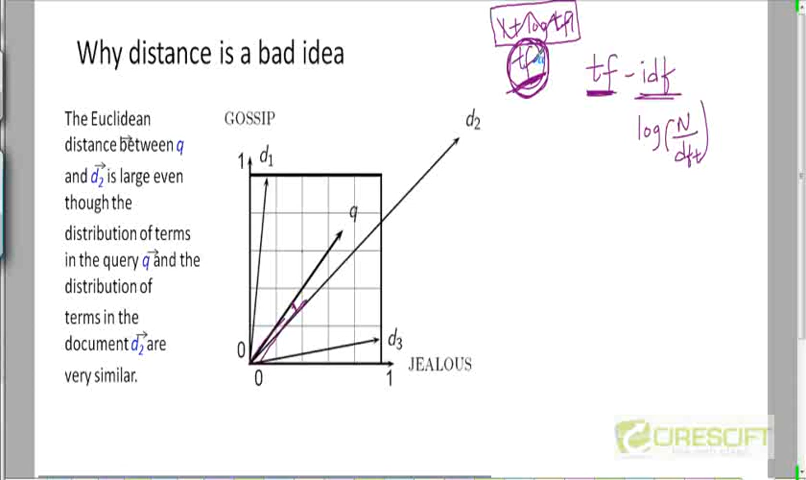 Why distance is a bad idea
tf - idf
log(N/dft)
The Euclidean
distance between q
and d2 is large even
though the
distribution of terms
in the query q and the
distribution of
terms in the
document d2 are
very similar.
GOSSIP
d2
1
d1
q
d3
0
0
1
JEALOUS